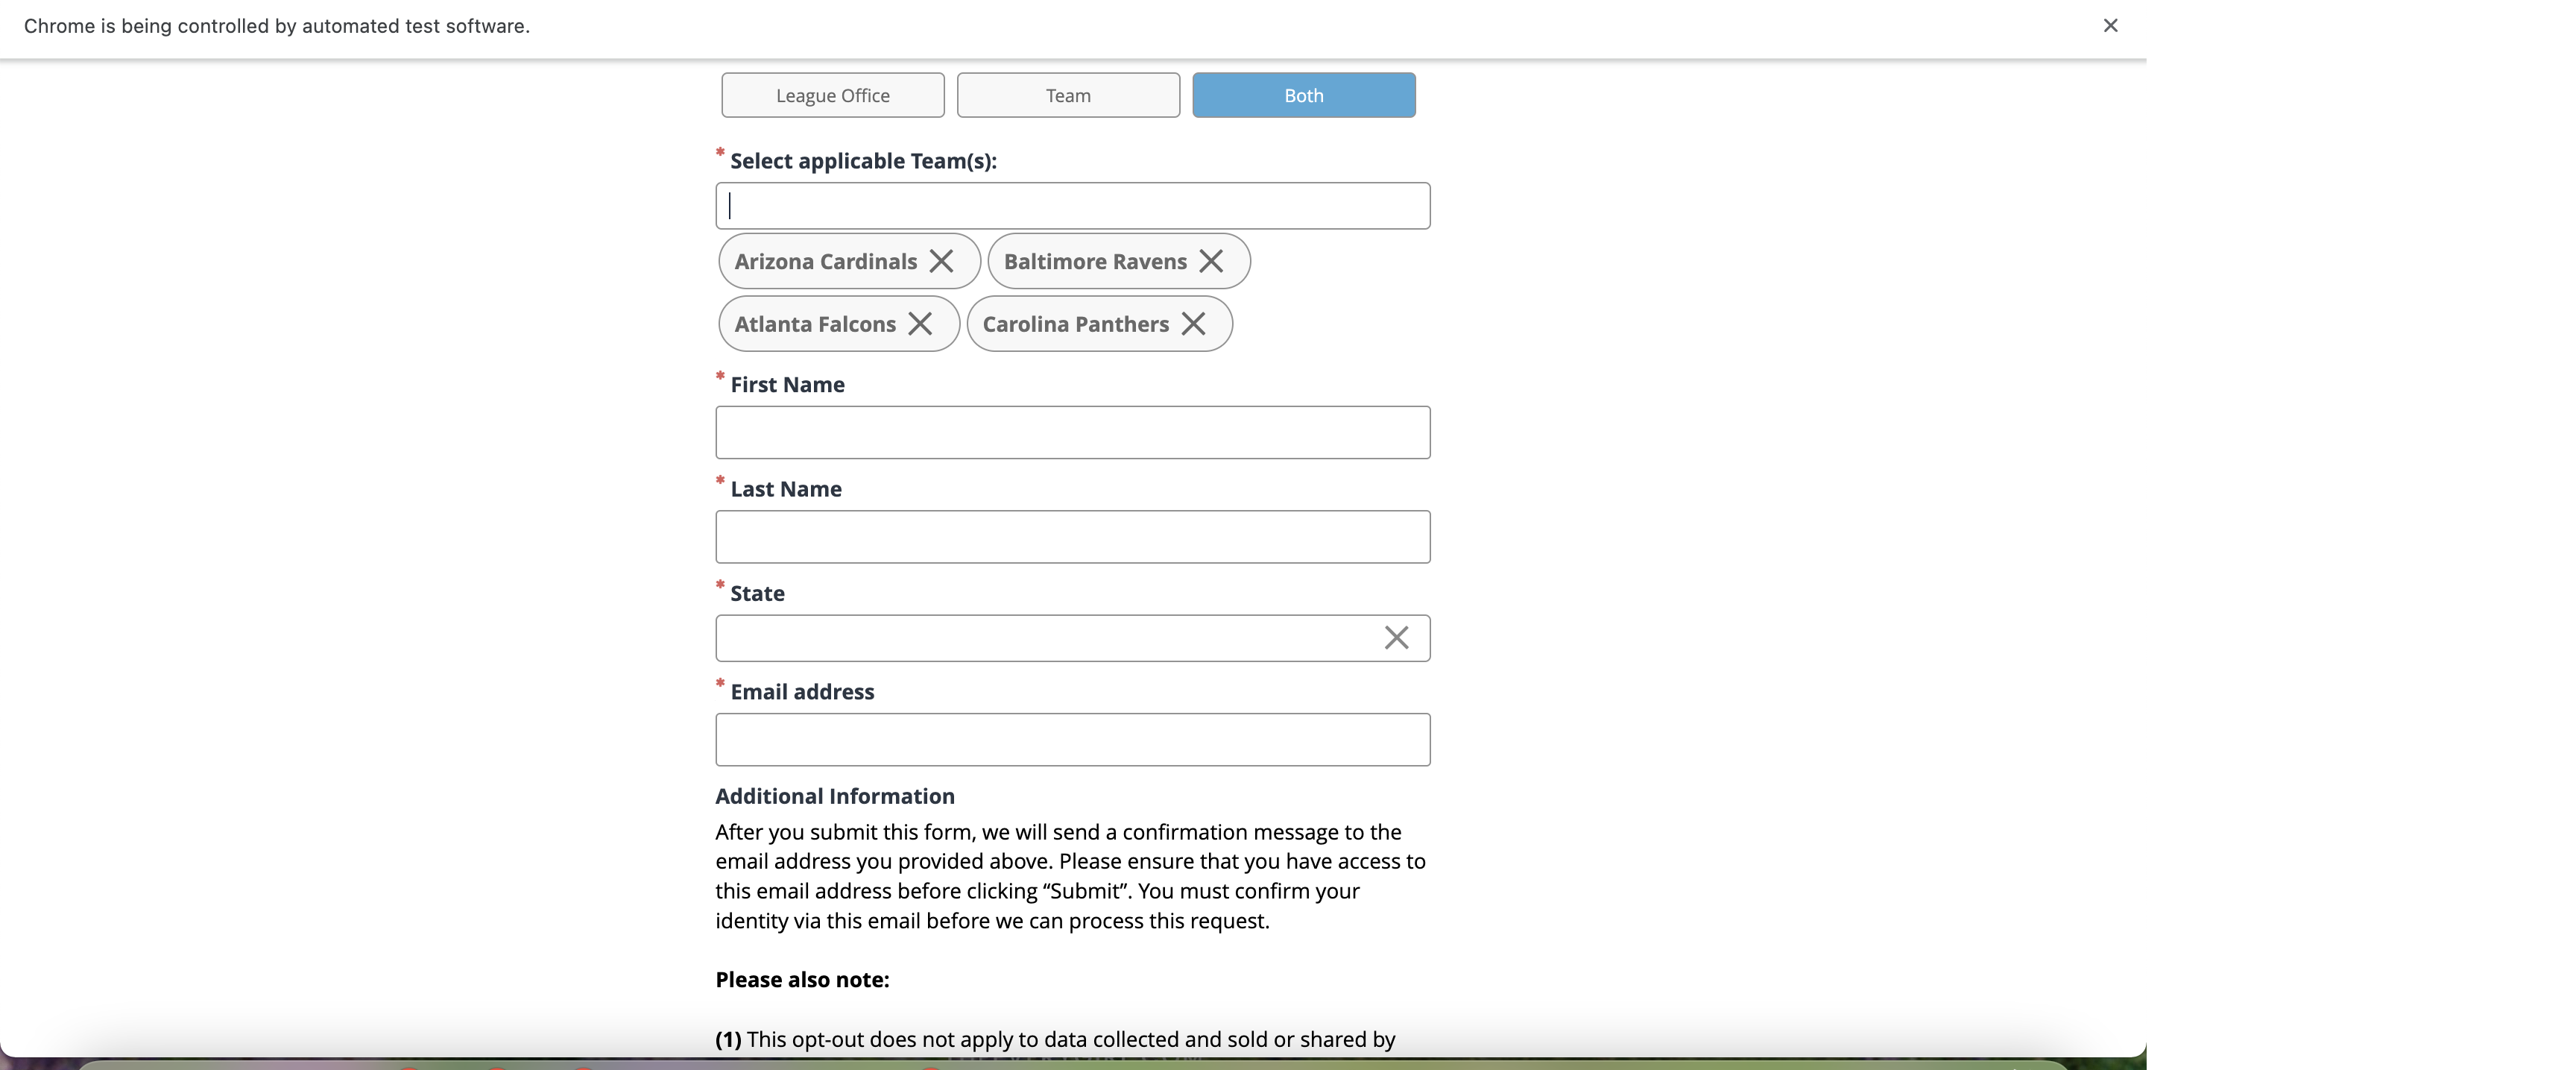 Chrome is being controlled by automated test software.
League Office Team Both
* Select applicable Team(s):
Arizona Cardinals Baltimore Ravens
Atlanta Falcons Carolina Panthers
* First Name
* Last Name
* State
* Email address
Additional Information
After you submit this form, we will send a confirmation message to the
email address you provided above. Please ensure that you have access to
this email address before clicking “Submit”. You must confirm your
identity via this email before we can process this request.
Please also note:
(1) This opt-out does not apply to data collected and sold or shared by